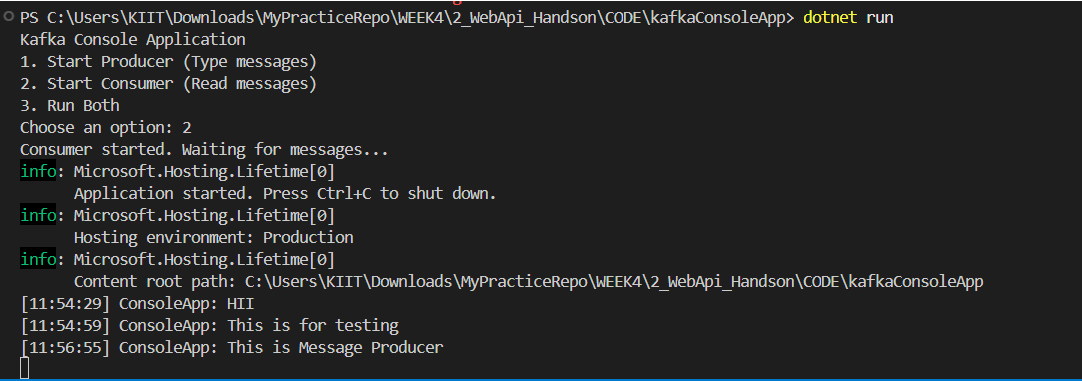 PS C:\Users\KIIT\Downloads\MyPracticeRepo\WEEK4\2_WebApi_Handson\CODE\kafkaConsoleApp> dotnet run
Kafka Console Application
1. Start Producer (Type messages)
2. Start Consumer (Read messages)
3. Run Both
Choose an option: 2
Consumer started. Waiting for messages...
info: Microsoft.Hosting.Lifetime[0]
      Application started. Press Ctrl+C to shut down.
info: Microsoft.Hosting.Lifetime[0]
      Hosting environment: Production
info: Microsoft.Hosting.Lifetime[0]
      Content root path: C:\Users\KIIT\Downloads\MyPracticeRepo\WEEK4\2_WebApi_Handson\CODE\kafkaConsoleApp
[11:54:29] ConsoleApp: HII
[11:54:59] ConsoleApp: This is for testing
[11:56:55] ConsoleApp: This is Message Producer